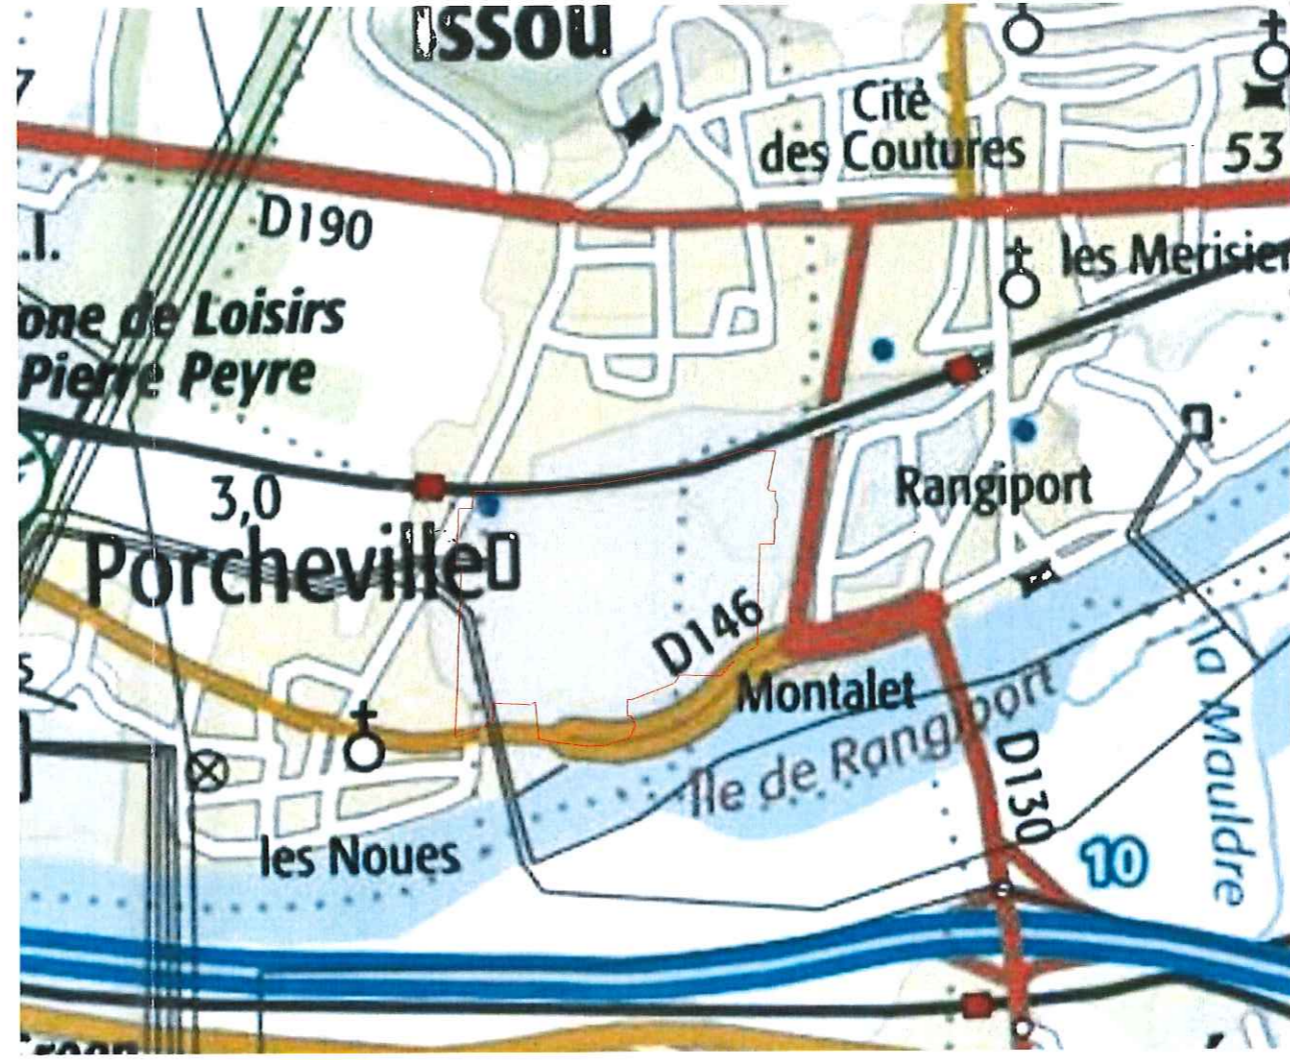 Issou
Cité
des Coutures
53
D190
les Merisier
one de Loisirs
Pierre Peyre
3,0
Rangiport
Porcheville
D146
Montalet
Île de Rangiport
la Mauldre
D130
10
les Noues